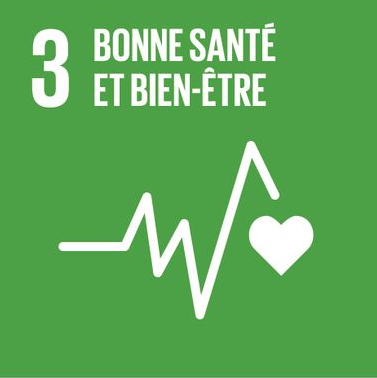 3 BONNE SANTÉ
ET BIEN-ÊTRE